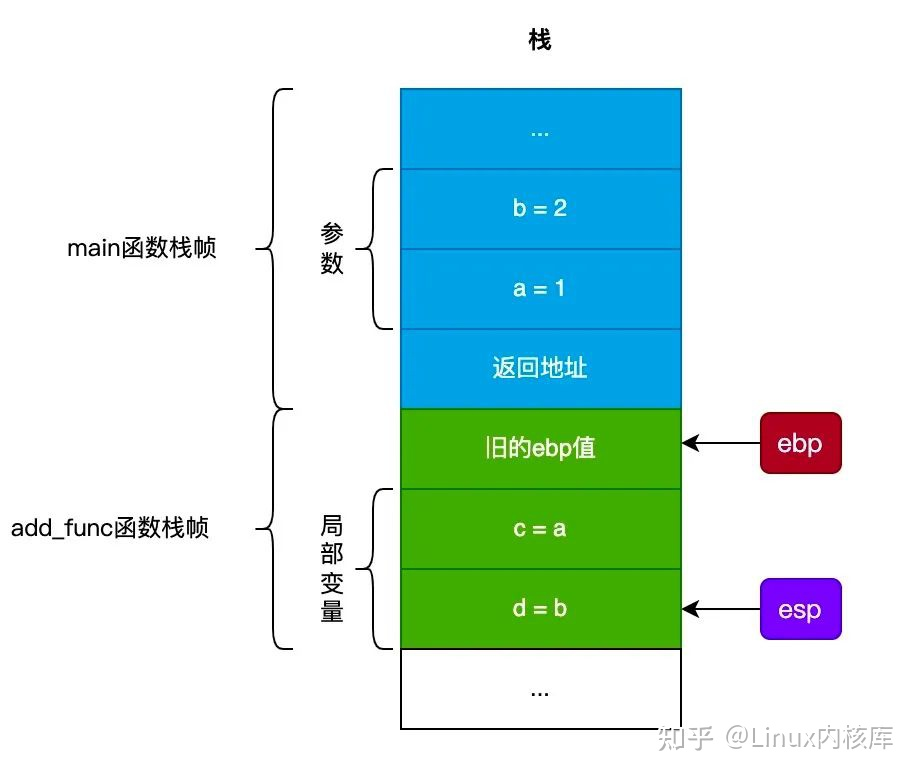 栈
...
b = 2
a = 1
返回地址
旧的ebp值
c = a
d = b
...
main函数栈帧
参数
add_func函数栈帧
局部变量
ebp
esp
知乎 @Linux内核库